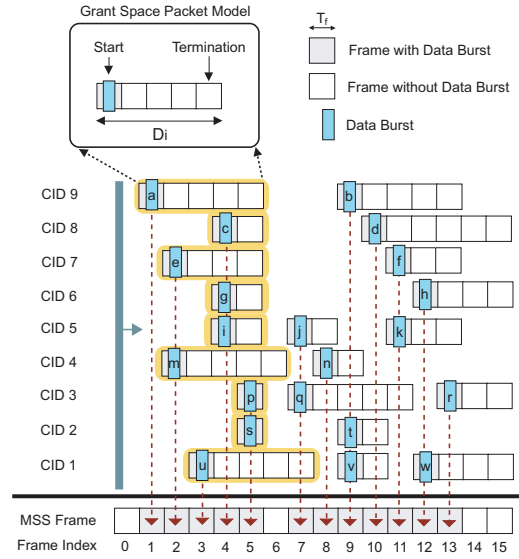 Grant Space Packet Model
Start
Termination
Di
Tf
Frame with Data Burst
Frame without Data Burst
Data Burst
CID 9
a
b
CID 8
c
d
CID 7
e
f
CID 6
g
h
CID 5
i
j
k
CID 4
m
n
CID 3
p
q
r
CID 2
s
t
CID 1
u
v
w
MSS Frame
Frame Index
0 1 2 3 4 5 6 7 8 9 10 11 12 13 14 15